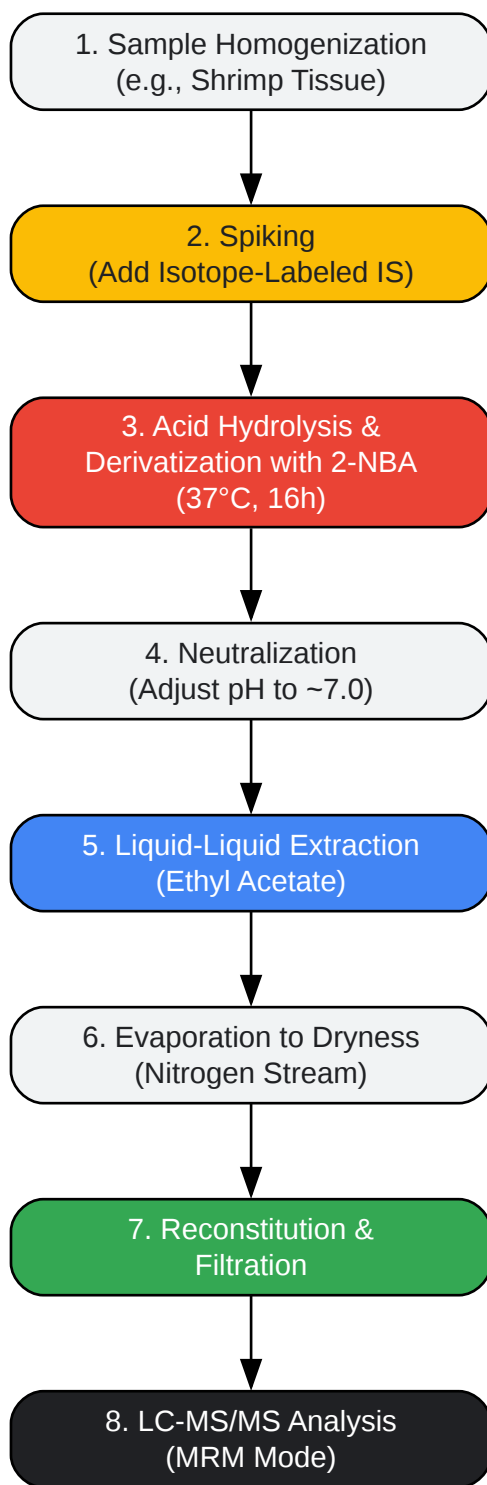 1. Sample Homogenization
(e.g., Shrimp Tissue)
2. Spiking
(Add Isotope-Labeled IS)
3. Acid Hydrolysis &
Derivatization with 2-NBA
(37°C, 16h)
4. Neutralization
(Adjust pH to ~7.0)
5. Liquid-Liquid Extraction
(Ethyl Acetate)
6. Evaporation to Dryness
(Nitrogen Stream)
7. Reconstitution &
Filtration
8. LC-MS/MS Analysis
(MRM Mode)